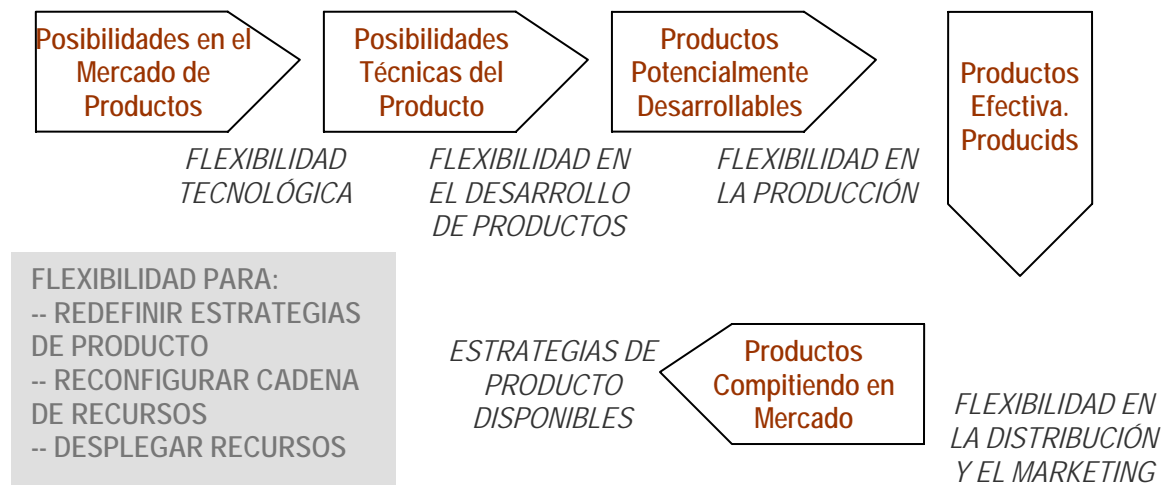 Posibilidades en el
Mercado de
Productos
Posibilidades
Técnicas del
Producto
Productos
Potencialmente
Desarrollables
Productos
Efectiva.
Producids
FLEXIBILIDAD
TECNOLÓGICA
FLEXIBILIDAD EN
EL DESARROLLO
DE PRODUCTOS
FLEXIBILIDAD EN
LA PRODUCCIÓN
FLEXIBILIDAD PARA:
-- REDEFINIR ESTRATEGIAS
DE PRODUCTO
-- RECONFIGURAR CADENA
DE RECURSOS
-- DESPLEGAR RECURSOS
ESTRATEGIAS DE
PRODUCTO
DISPONIBLES
Productos
Compitiendo en
Mercado
FLEXIBILIDAD EN
LA DISTRIBUCIÓN
Y EL MARKETING